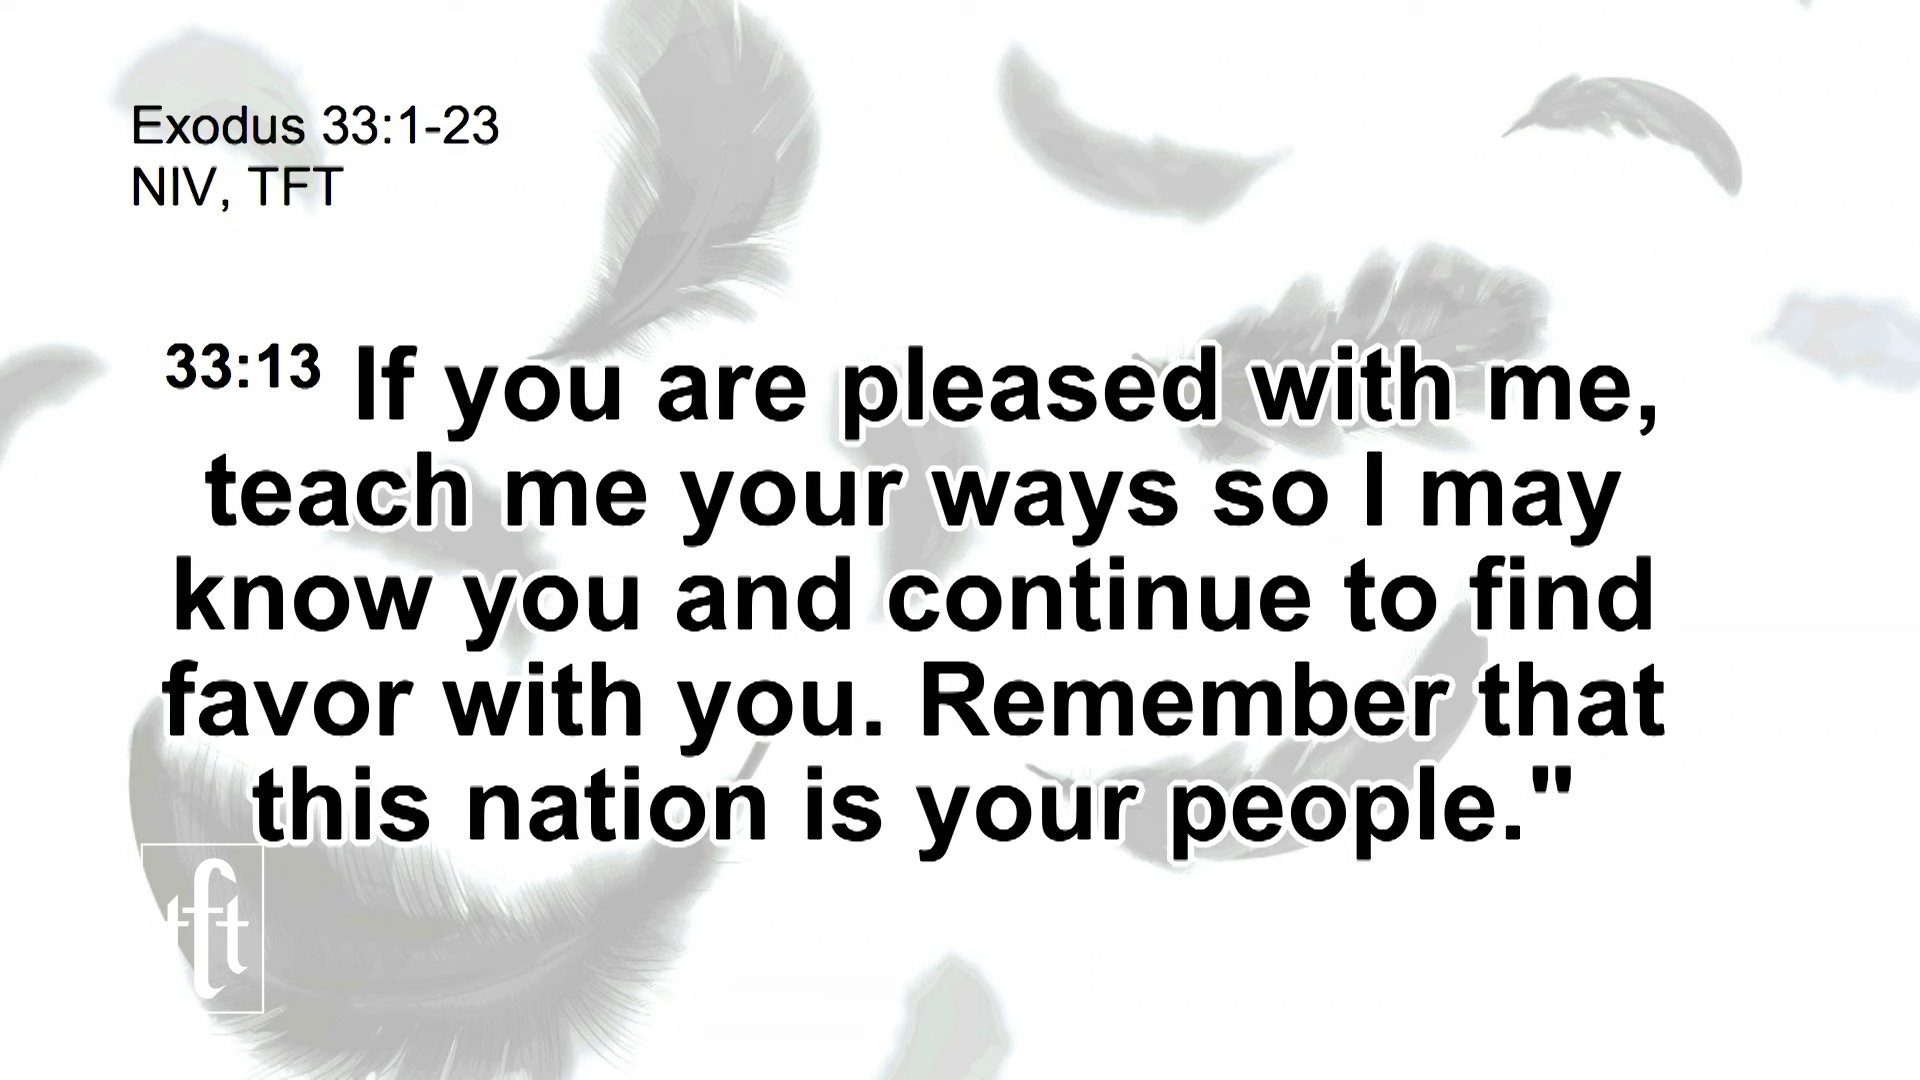 Exodus 33:1-23
NIV, TFT
33:13 If you are pleased with me,
teach me your ways so I may
know you and continue to find
favor with you. Remember that
this nation is your people."
tft